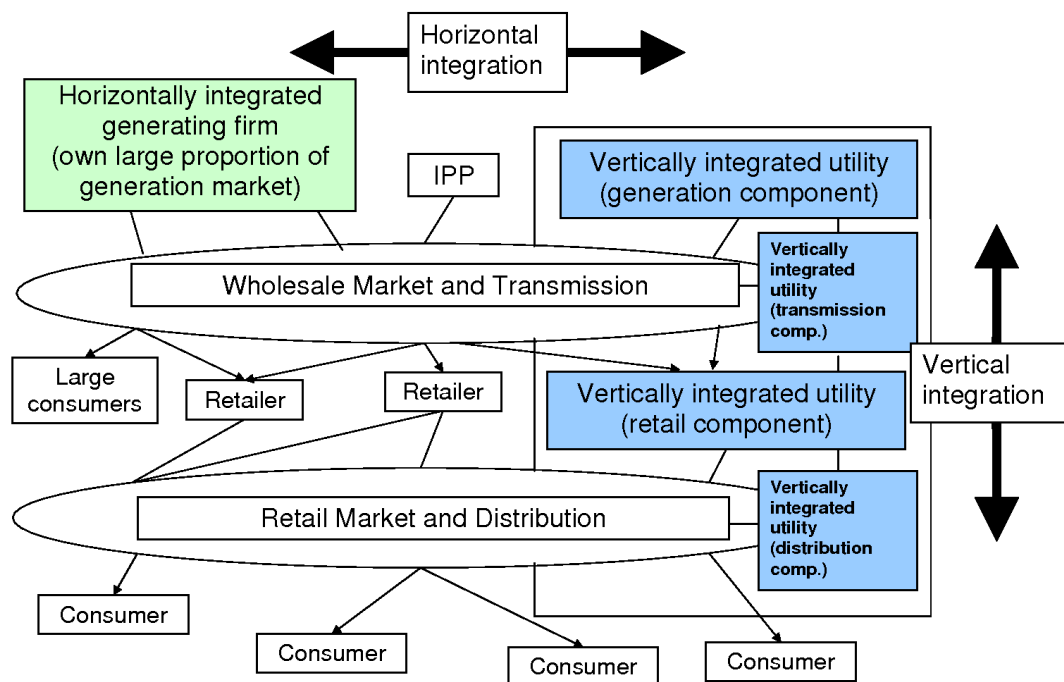 Horizontal
integration
Horizontally integrated
generating firm
(own large proportion of
generation market)
IPP
Vertically integrated utility
(generation component)
Wholesale Market and Transmission
Vertically
integrated
utility
(transmission
comp.)
Large
consumers
Retailer
Retailer
Vertically integrated utility
(retail component)
Vertical
integration
Retail Market and Distribution
Vertically
integrated
utility
(distribution
comp.)
Consumer
Consumer
Consumer
Consumer